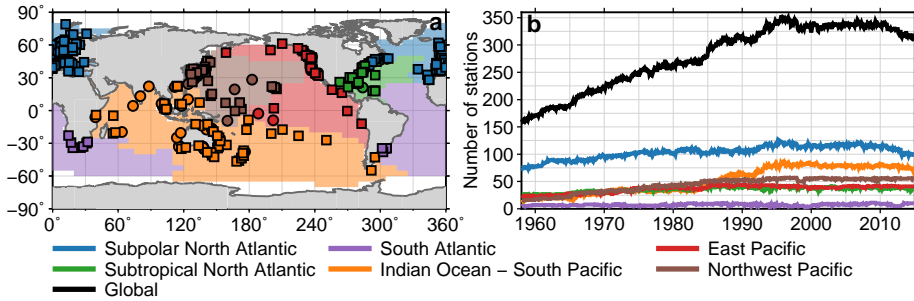 a
90°
60°
30°
0°
−30°
−60°
−90°
0 60 120 180 240 300 360
b
Number of stations
350
300
250
200
150
100
50
0
1960 1970 1980 1990 2000 2010
Subpolar North Atlantic South Atlantic East Pacific
Subtropical North Atlantic Indian Ocean − South Pacific Northwest Pacific
Global